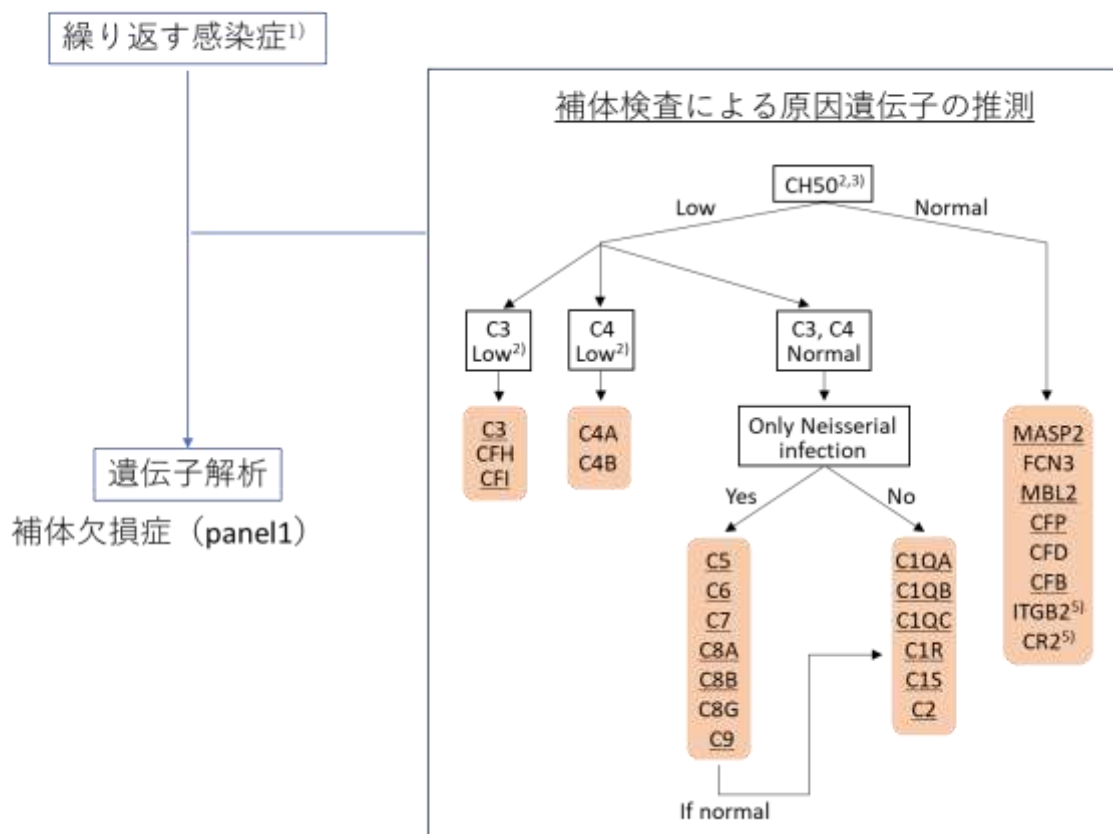 繰り返す感染症1)
補体検査による原因遺伝子の推測
CH502,3)
Low
Normal
C3
Low2)
C4
Low2)
C3, C4
Normal
C3
CFH
CFI
C4A
C4B
Only Neisserial
infection
MASP2
FCN3
MBL2
CFP
CFD
CFB
ITGB25)
CR25)
遺伝子解析
補体欠損症（panel1）
Yes
No
C5
C6
C7
C8A
C8B
C8G
C9
C1QA
C1QB
C1QC
C1R
C1S
C2
If normal